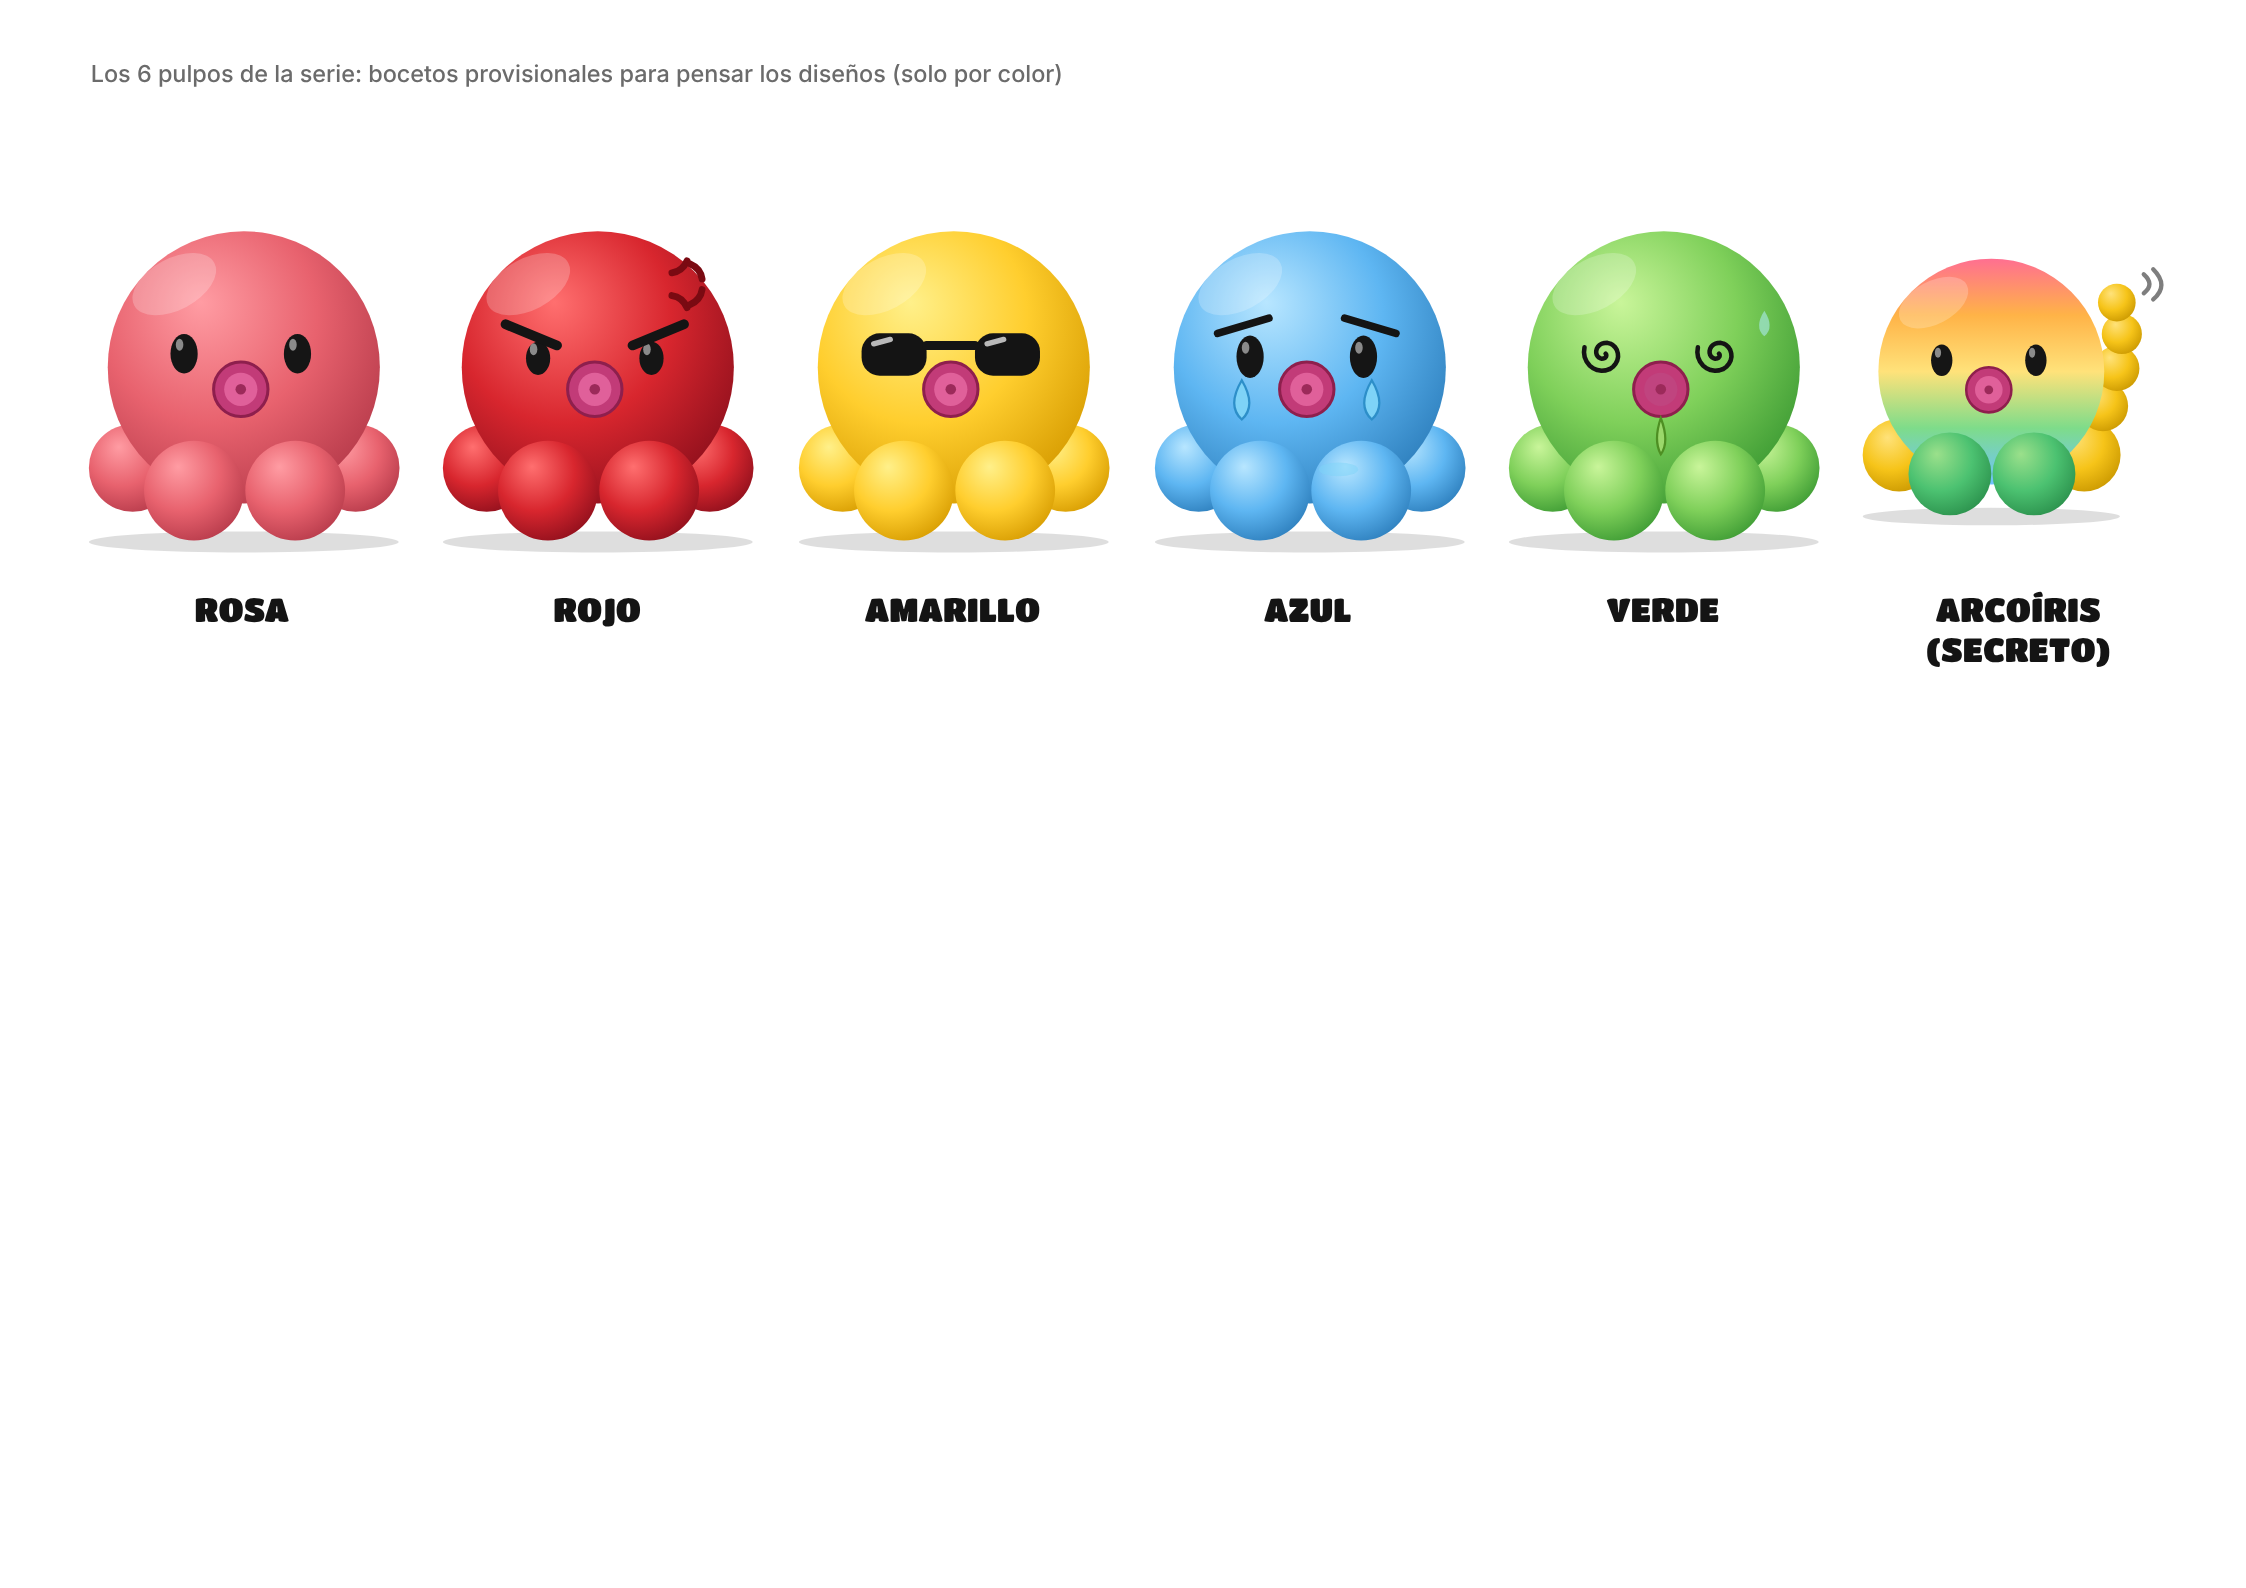 Los 6 pulpos de la serie: bocetos provisionales para pensar los diseños (solo por color)
ROSA
ROJO
AMARILLO
AZUL
VERDE
ARCOÍRIS
(SECRETO)